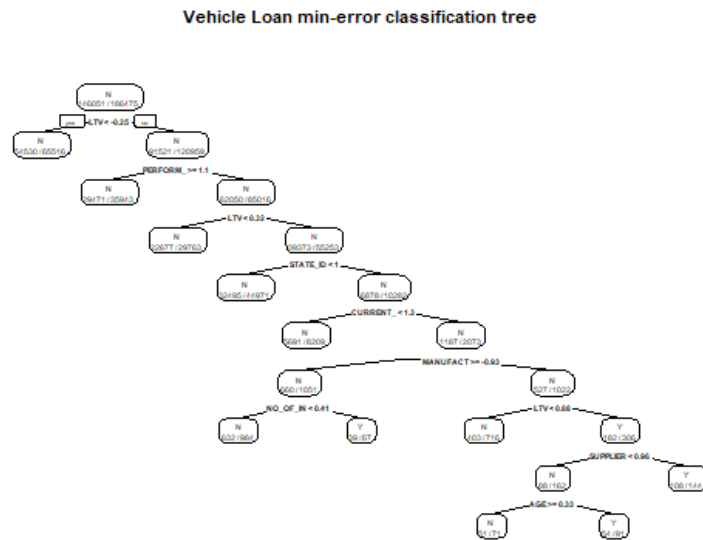 Vehicle Loan min-error classification tree
N
146051 / 186475
yes LTV < -0.25 no
N N
54530 / 65516 91521 / 120959
PERFORM_ >= 1.1
N N
29471 / 35943 62050 / 85016
LTV < 0.32
N N
22677 / 29763 39373 / 55253
STATE_ID < 1
N N
32495 / 44971 6878 / 10282
CURRENT_ < 1.3
N N
5691 / 8209 1187 / 2073
MANUFACT >= -0.93
N N
660 / 1051 527 / 1022
NO_OF_IN < 0.41 LTV < 0.88
N Y N Y
632 / 984 39 / 67 403 / 716 182 / 306
SUPPLIER < 0.96
N Y
88 / 162 108 / 144
AGE >= 0.33
N Y
51 / 71 54 / 91